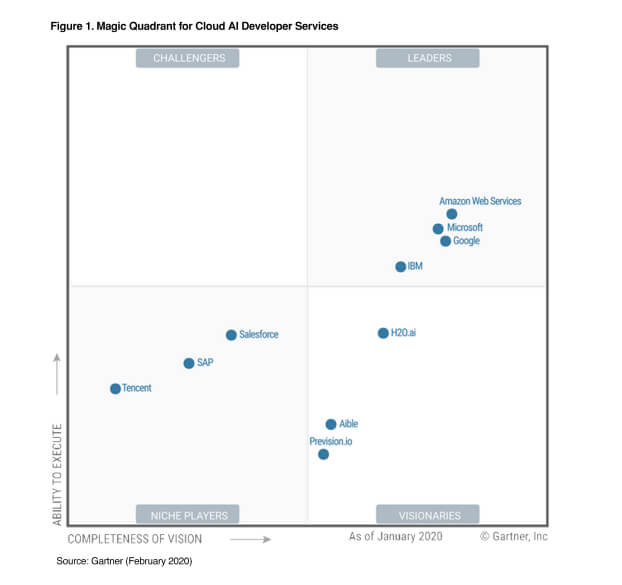 Figure 1. Magic Quadrant for Cloud AI Developer Services
CHALLENGERS
LEADERS
Amazon Web Services
Microsoft
Google
IBM
Salesforce
H2O.ai
SAP
Tencent
Aible
Prevision.io
ABILITY TO EXECUTE
NICHE PLAYERS
VISIONARIES
COMPLETENESS OF VISION
As of January 2020
© Gartner, Inc
Source: Gartner (February 2020)